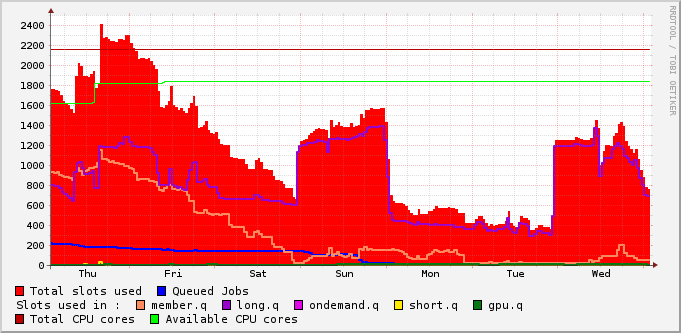 2400
2200
2000
1800
1600
1400
1200
1000
800
600
400
200
0
Thu Fri Sat Sun Mon Tue Wed
RRDTOOL / TOBI OETIKER
Total slots used Queued Jobs
Slots used in : member.q long.q ondemand.q short.q gpu.q
Total CPU cores Available CPU cores